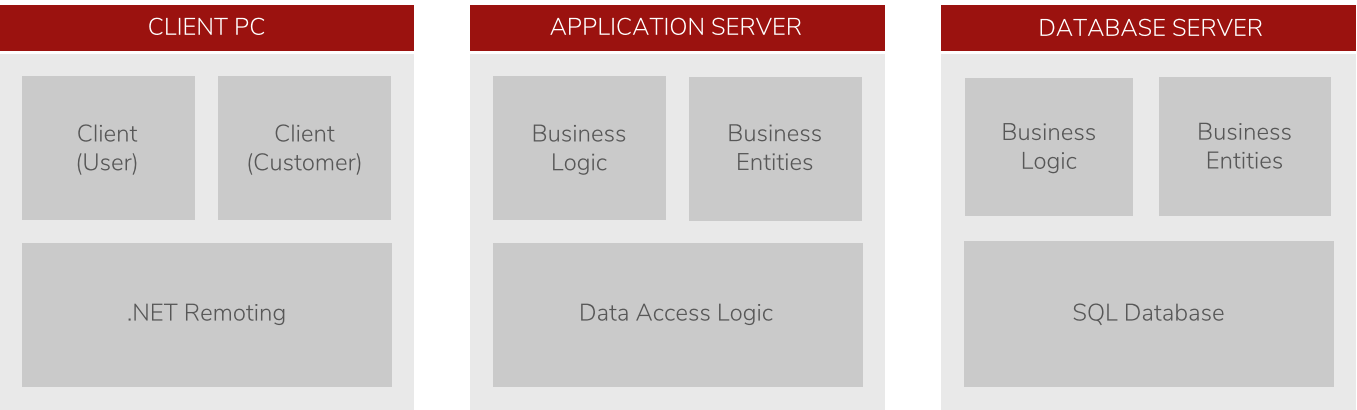 CLIENT PC
Client
(User)
Client
(Customer)
.NET Remoting
APPLICATION SERVER
Business
Logic
Business
Entities
Data Access Logic
DATABASE SERVER
Business
Logic
Business
Entities
SQL Database